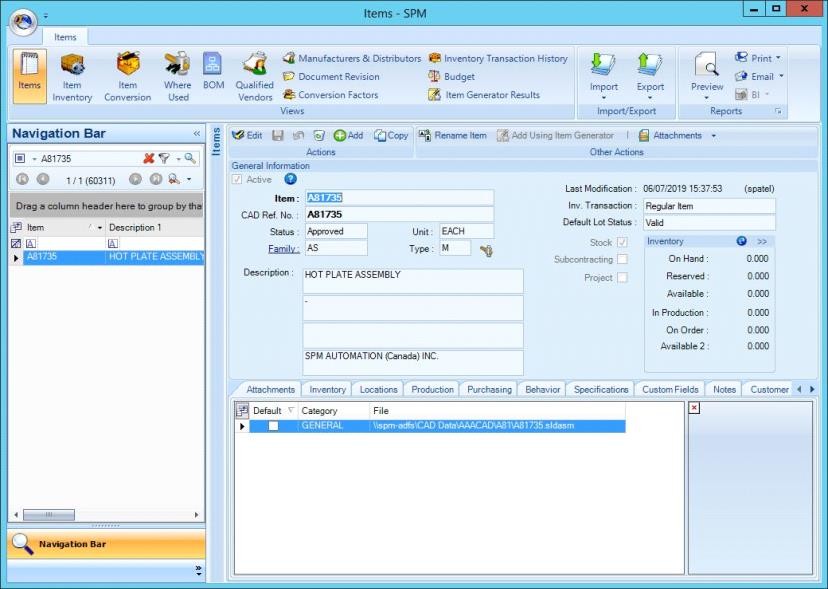 Items - SPM
Items
Items
Item Inventory
Item Conversion
Where Used
BOM
Qualified Vendors
Manufacturers & Distributors
Document Revision
Conversion Factors
Inventory Transaction History
Budget
Item Generator Results
Views
Import
Export
Import/Export
Preview
Print
Email
BI
Reports
Navigation Bar «
A81735
1 / 1 (60311)
Drag a column header here to group by tha
Item Description 1
A A
A81735 HOT PLATE ASSEMBLY
Navigation Bar
Items
Edit Add Copy Rename Item Add Using Item Generator Attachments
Actions Other Actions
General Information
Active
Item : A81735
CAD Ref. No. : A81735
Status : Approved Unit : EACH
Family : AS Type : M
Description : HOT PLATE ASSEMBLY
-
SPM AUTOMATION (Canada) INC.
Last Modification : 06/07/2019 15:37:53 (spatel)
Inv. Transaction : Regular Item
Default Lot Status : Valid
Stock
Subcontracting
Project
Inventory >>
On Hand : 0.000
Reserved : 0.000
Available : 0.000
In Production : 0.000
On Order : 0.000
Available 2 : 0.000
Attachments Inventory Locations Production Purchasing Behavior Specifications Custom Fields Notes Customer
Default Category File
GENERAL \\spm-adfs\CAD Data\AAACAD\A81\A81735.sldasm